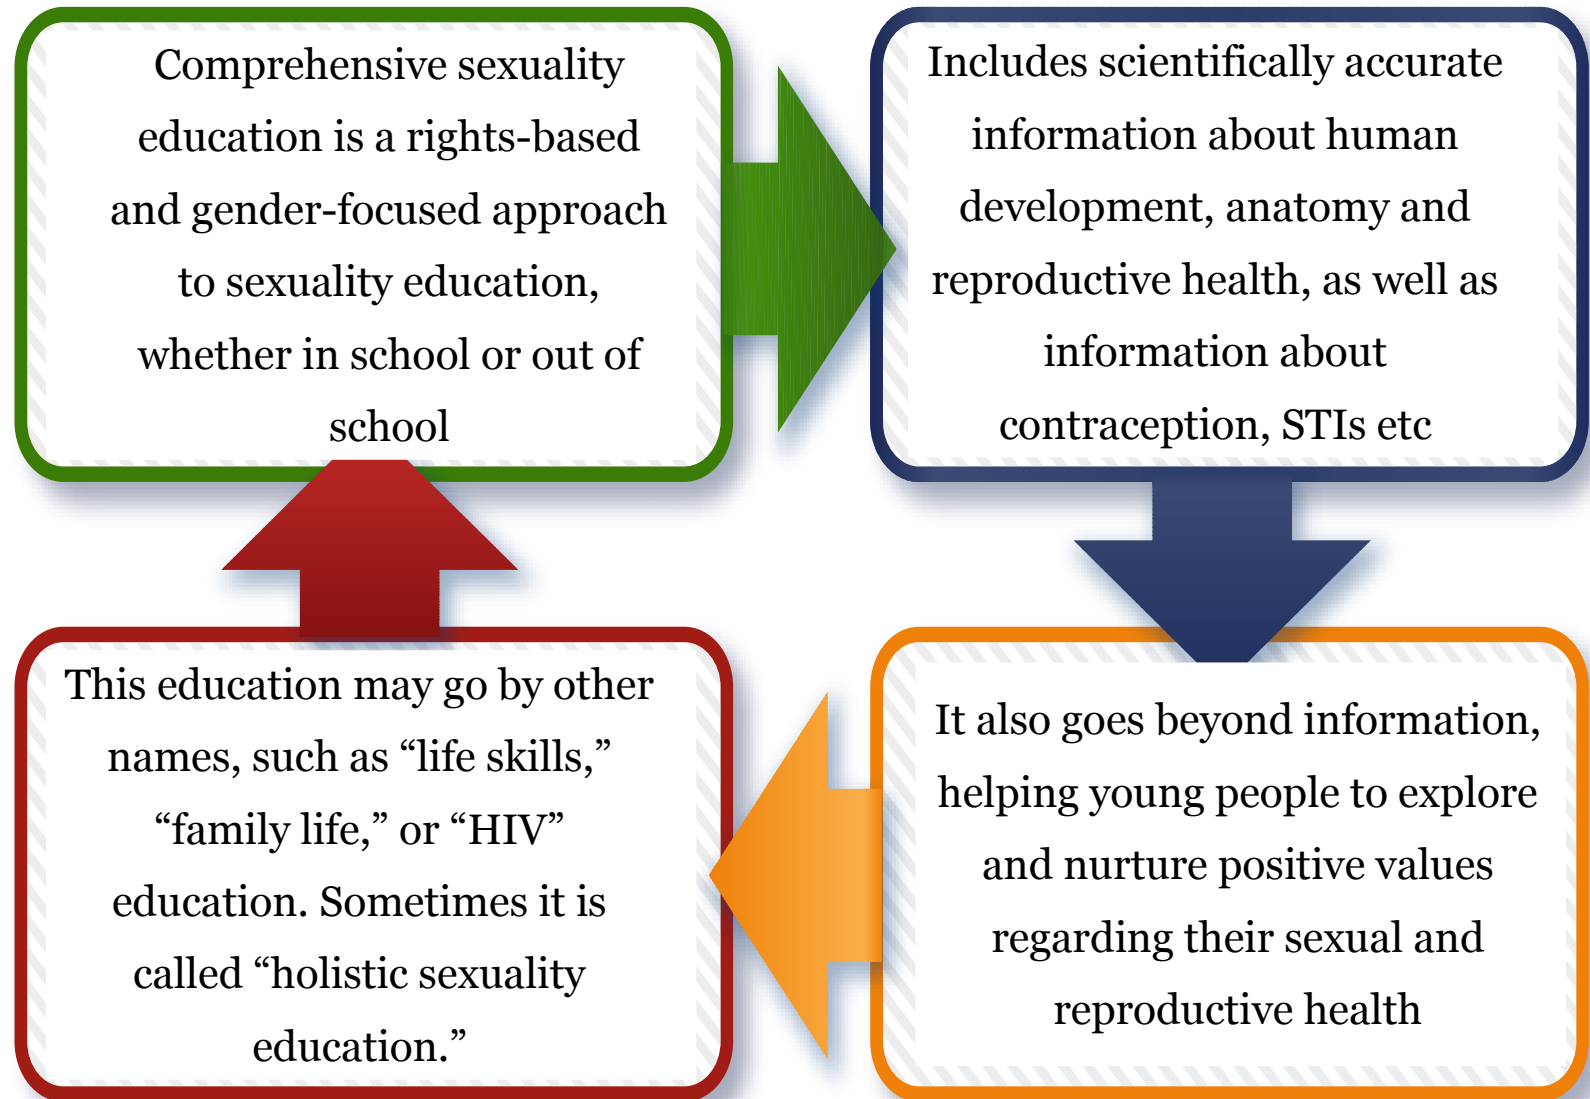 Comprehensive sexuality
education is a rights-based
and gender-focused approach
to sexuality education,
whether in school or out of
school
Includes scientifically accurate
information about human
development, anatomy and
reproductive health, as well as
information about
contraception, STIs etc
It also goes beyond information,
helping young people to explore
and nurture positive values
regarding their sexual and
reproductive health
This education may go by other
names, such as “life skills,”
“family life,” or “HIV”
education. Sometimes it is
called “holistic sexuality
education.”